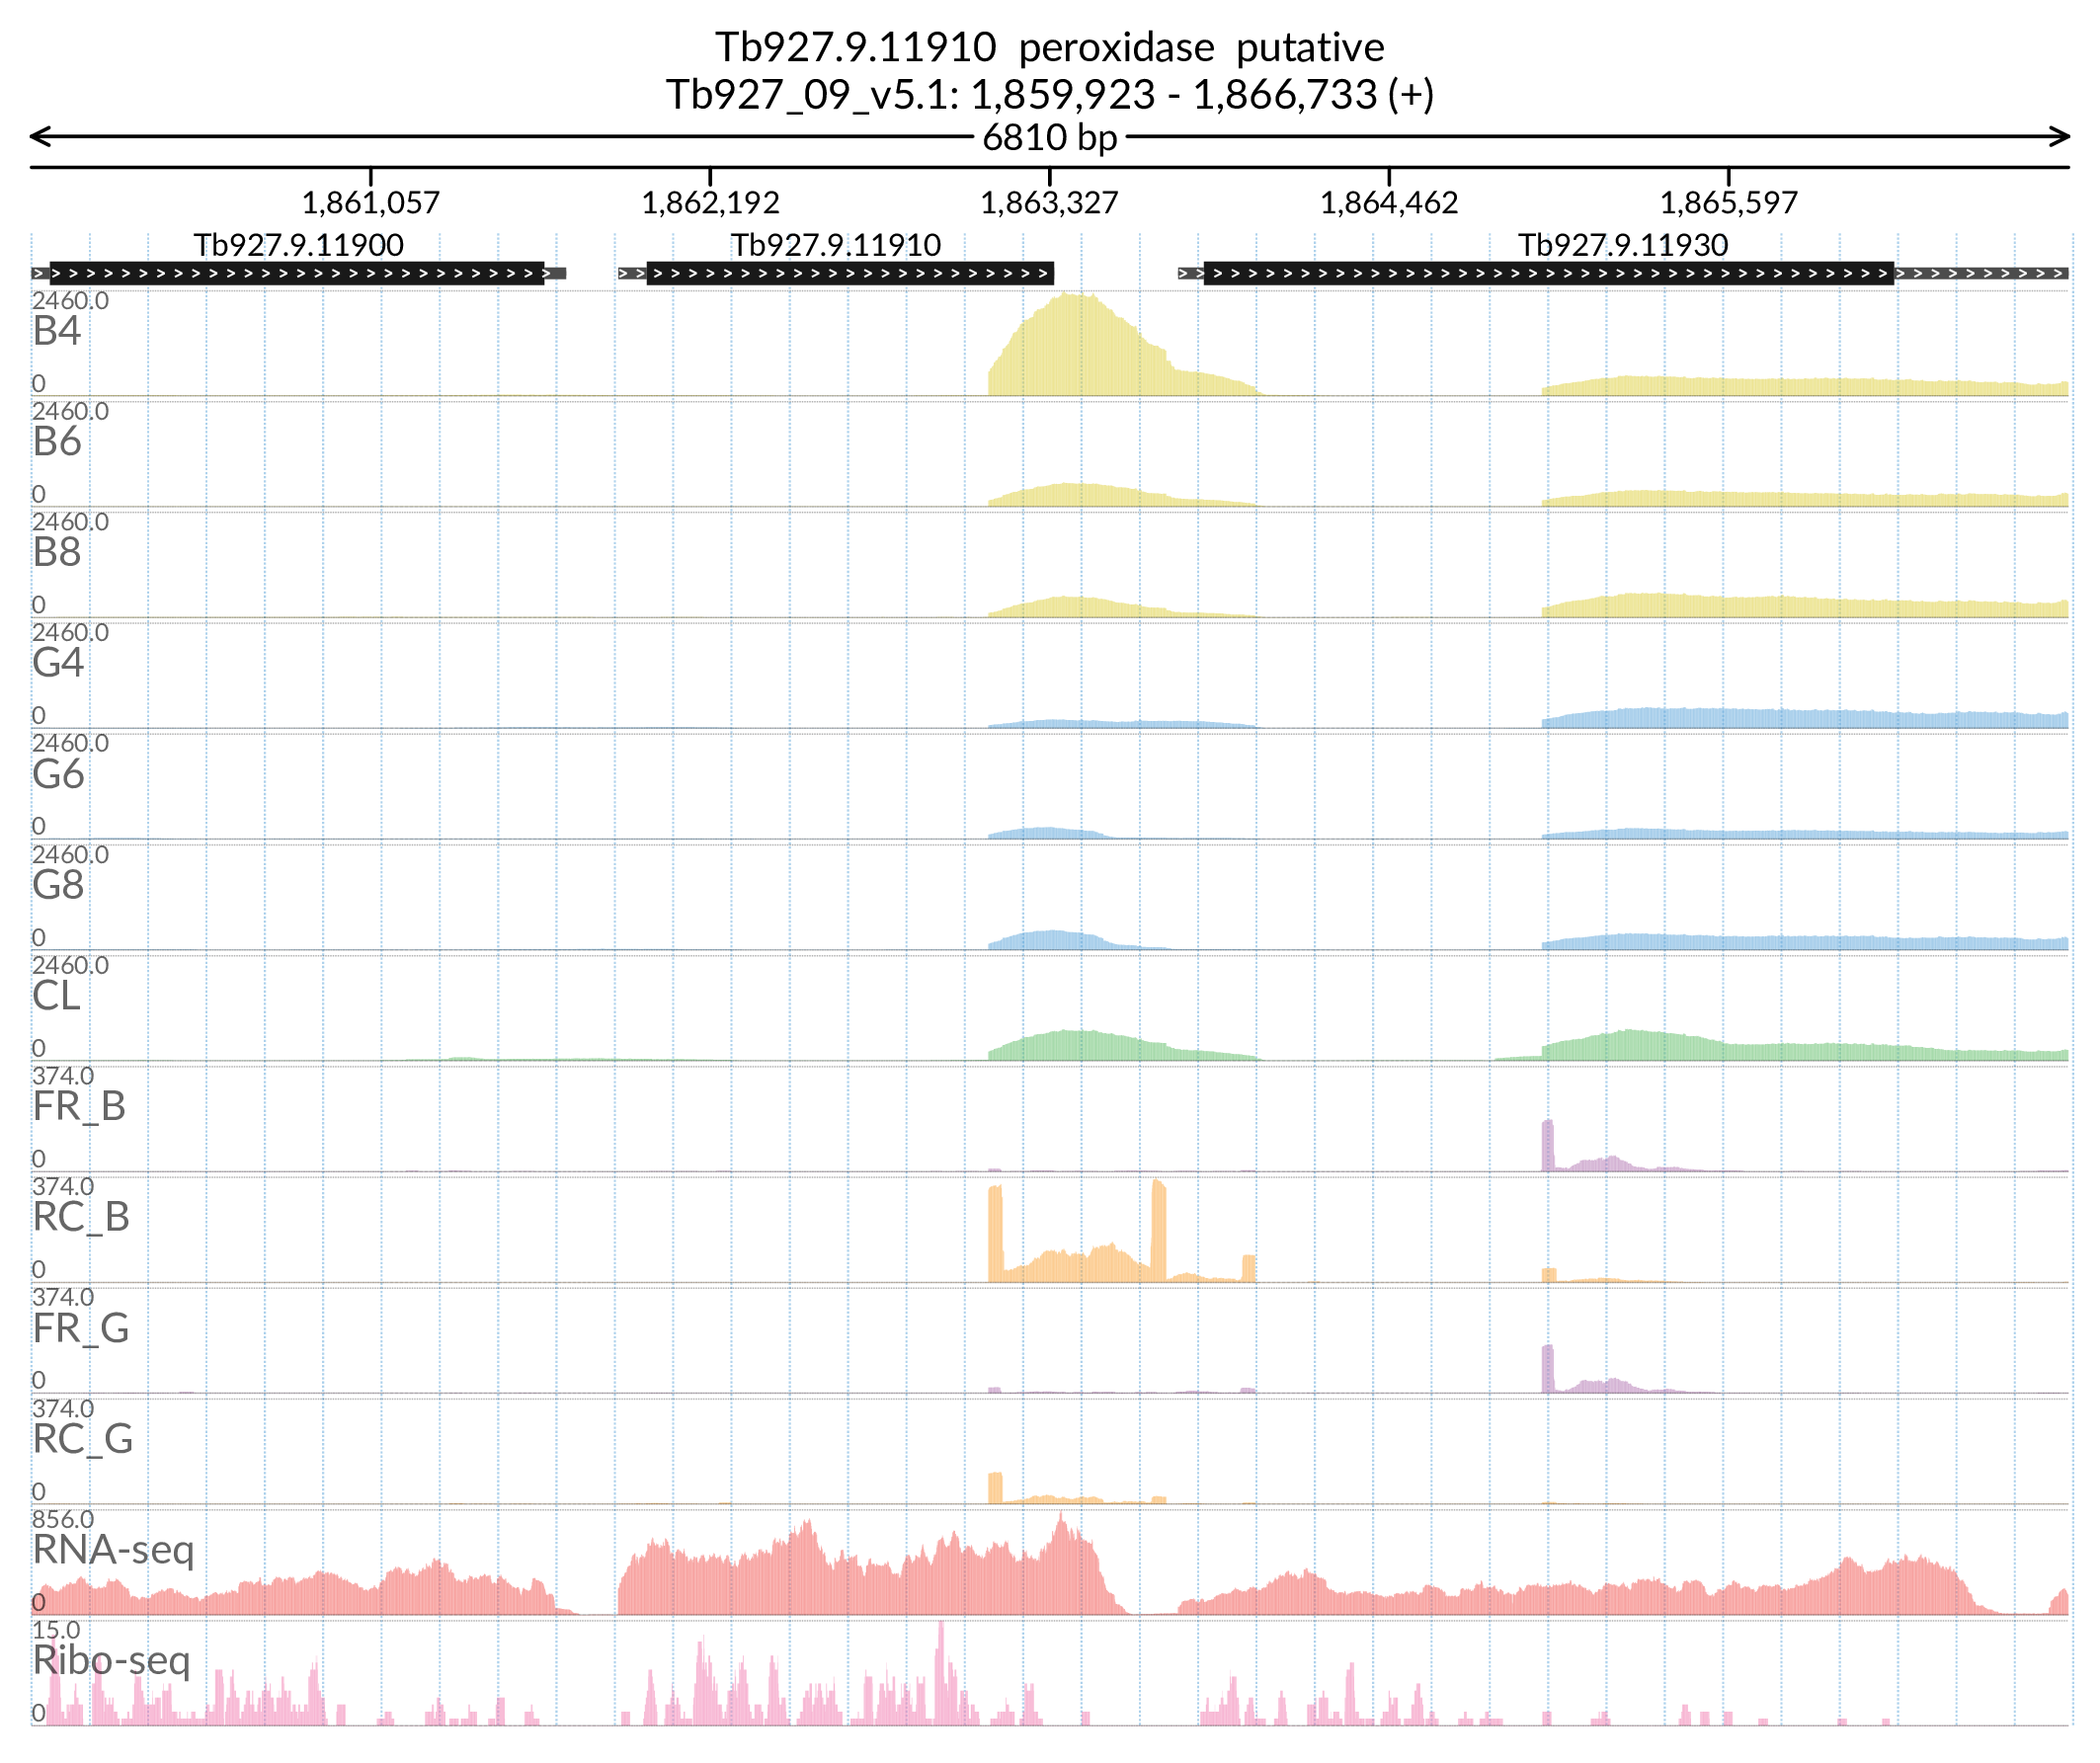 Tb927.9.11910 peroxidase putative
Tb927_09_v5.1: 1,859,923 - 1,866,733 (+)
6810 bp
1,861,057 1,862,192 1,863,327 1,864,462 1,865,597
Tb927.9.11900 Tb927.9.11910 Tb927.9.11930
2460.0
B4
0
2460.0
B6
0
2460.0
B8
0
2460.0
G4
0
2460.0
G6
0
2460.0
G8
0
2460.0
CL
0
374.0
FR_B
0
374.0
RC_B
0
374.0
FR_G
0
374.0
RC_G
0
856.0
RNA-seq
0
15.0
Ribo-seq
0